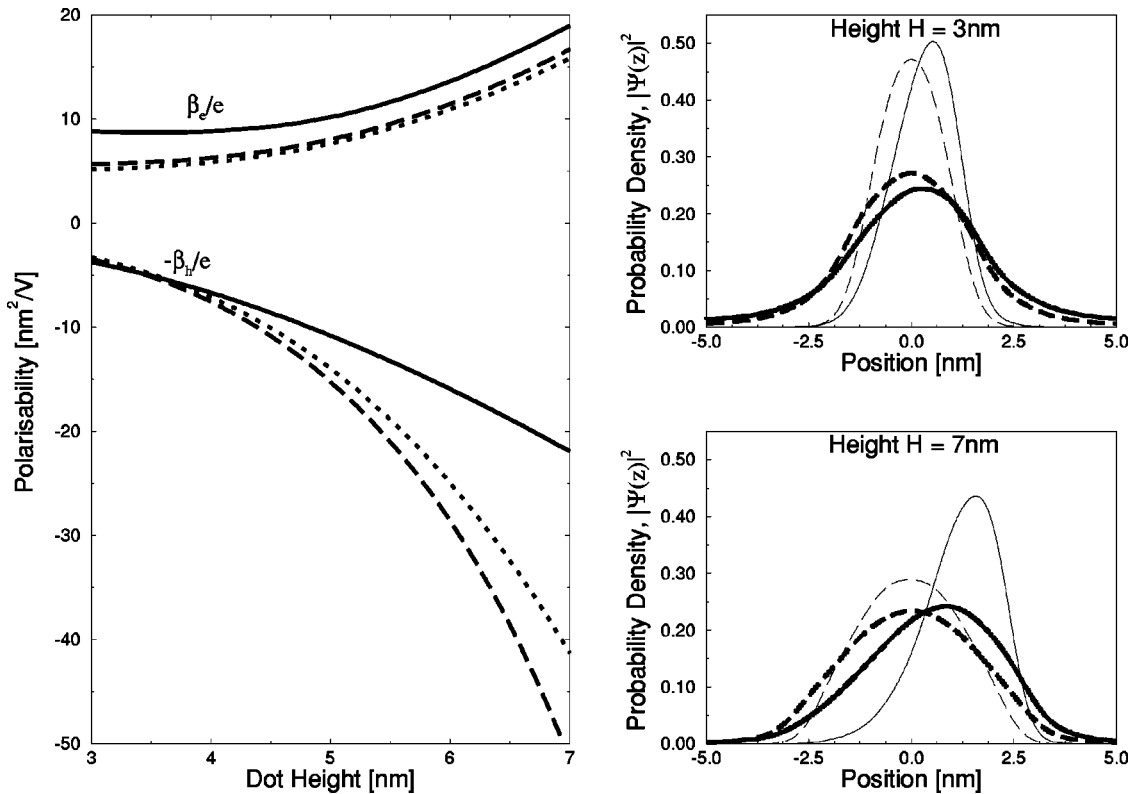 20
10
0
-10
-20
-30
-40
-50
Polarisability [nm²/V]
βₑ/e
-βₕ/e
3 4 5 6 7
Dot Height [nm]
Height H = 3nm
0.50
0.40
0.30
0.20
0.10
0.00
Probability Density, |Ψ(z)|²
-5.0 -2.5 0.0 2.5 5.0
Position [nm]
Height H = 7nm
0.50
0.40
0.30
0.20
0.10
0.00
Probability Density, |Ψ(z)|²
-5.0 -2.5 0.0 2.5 5.0
Position [nm]